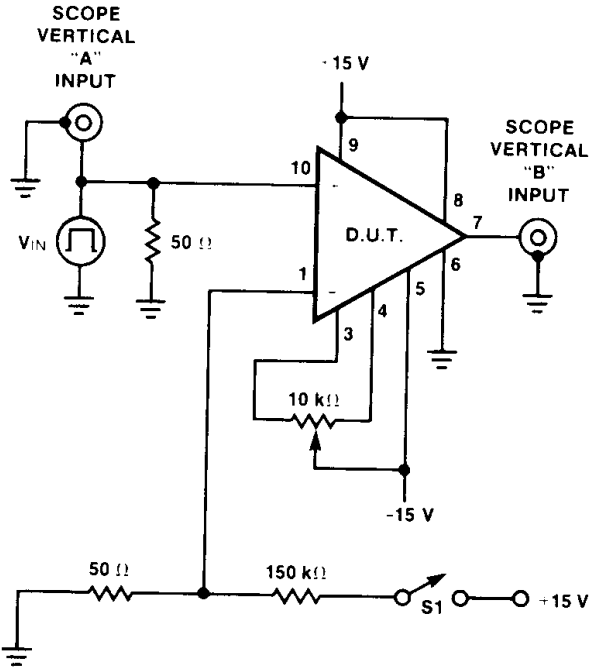 SCOPE
VERTICAL
"A"
INPUT
15 V
SCOPE
VERTICAL
"B"
INPUT
9
10
8
7
D.U.T.
VIN
50 Ω
6
1
5
4
3
10 kΩ
-15 V
50 Ω
150 kΩ
S1
+15 V